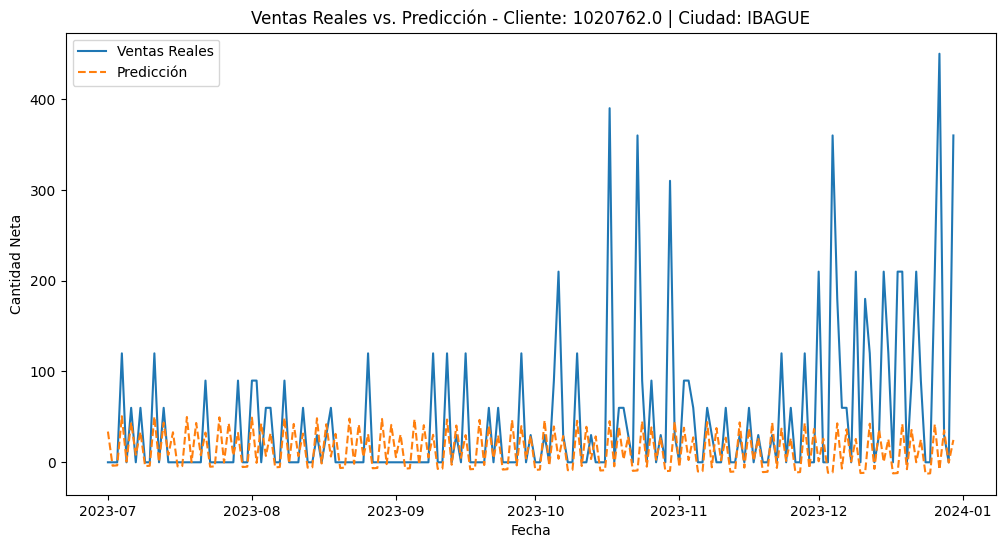 Ventas Reales vs. Predicción - Cliente: 1020762.0 | Ciudad: IBAGUE
Ventas Reales
Predicción
Cantidad Neta
400
300
200
100
0
2023-07
2023-08
2023-09
2023-10
2023-11
2023-12
2024-01
Fecha